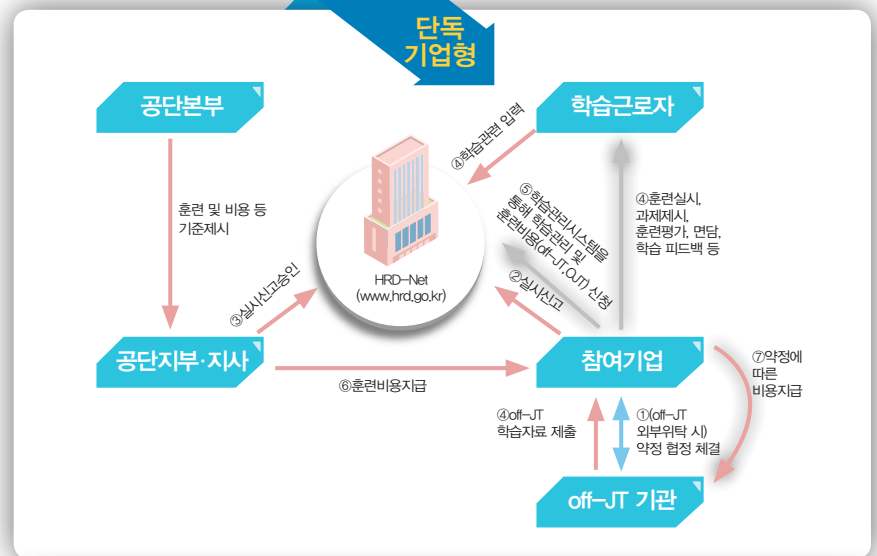 단독
기업형
공단본부
학습근로자
④학습관련 입력
훈련 및 비용 등
기준제시
⑤학습관리시스템을
통해 학습관리 및
훈련비용(off-JT,OJT) 신청
④훈련실시,
과제제시,
훈련평가, 면담,
학습 피드백 등
HRD-Net
(www.hrd.go.kr)
③실시신고승인
②실시신고
공단지부·지사
참여기업
⑥훈련비용지급
⑦약정에
따른
비용지급
④off-JT
학습자료 제출
①(off-JT
외부위탁 시)
약정 협정 체결
off-JT 기관